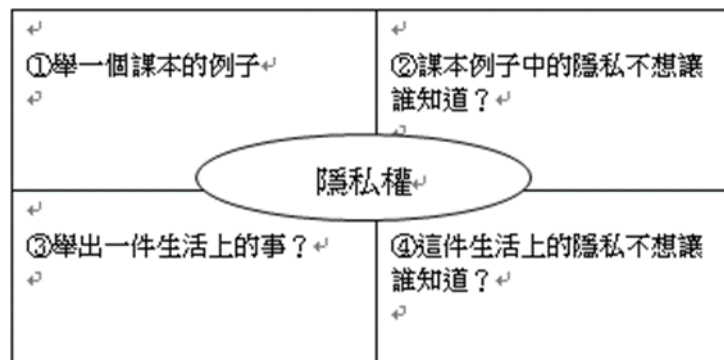 ①舉一個課本的例子
②課本例子中的隱私不想讓
誰知道？
隱私權
③舉出一件生活上的事？
④這件生活上的隱私不想讓
誰知道？